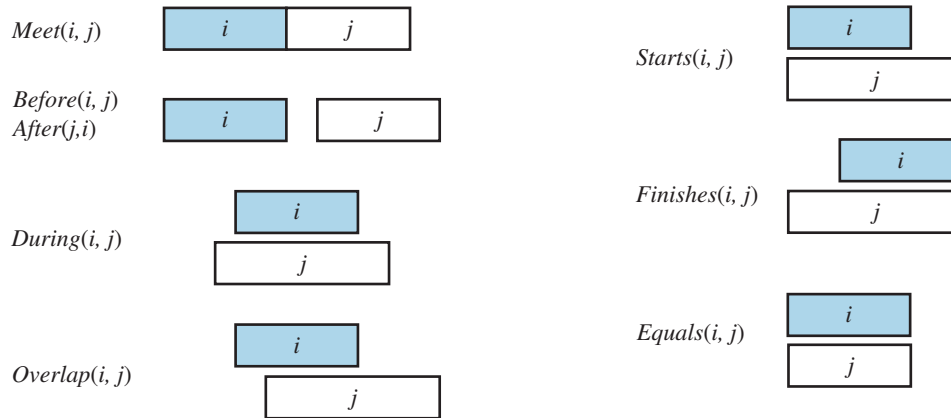 Meet(i, j)
i
j
Before(i, j)
After(j,i)
i
j
During(i, j)
i
j
Overlap(i, j)
i
j
Starts(i, j)
i
j
Finishes(i, j)
i
j
Equals(i, j)
i
j